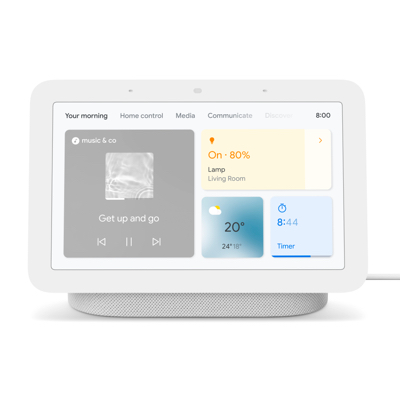 Your morning Home control Media Communicate Discover 8:00
music & co
Get up and go
On · 80%
Lamp
Living Room
20°
24° 18°
8:44
Timer